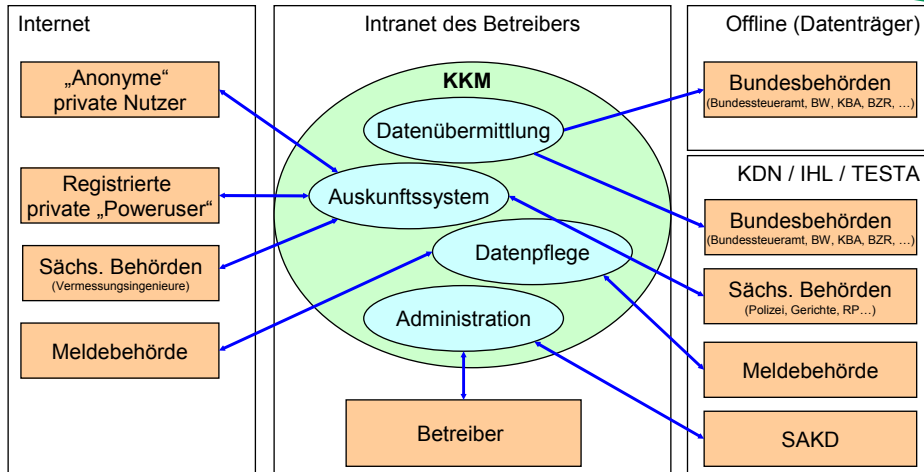 Internet
„Anonyme“
private Nutzer
Registrierte
private „Poweruser“
Sächs. Behörden
(Vermessungsingenieure)
Meldebehörde
Intranet des Betreibers
KKM
Datenübermittlung
Auskunftssystem
Datenpflege
Administration
Betreiber
Offline (Datenträger)
Bundesbehörden
(Bundessteueramt, BW, KBA, BZR, …)
KDN / IHL / TESTA
Bundesbehörden
(Bundessteueramt, BW, KBA, BZR, …)
Sächs. Behörden
(Polizei, Gerichte, RP…)
Meldebehörde
SAKD